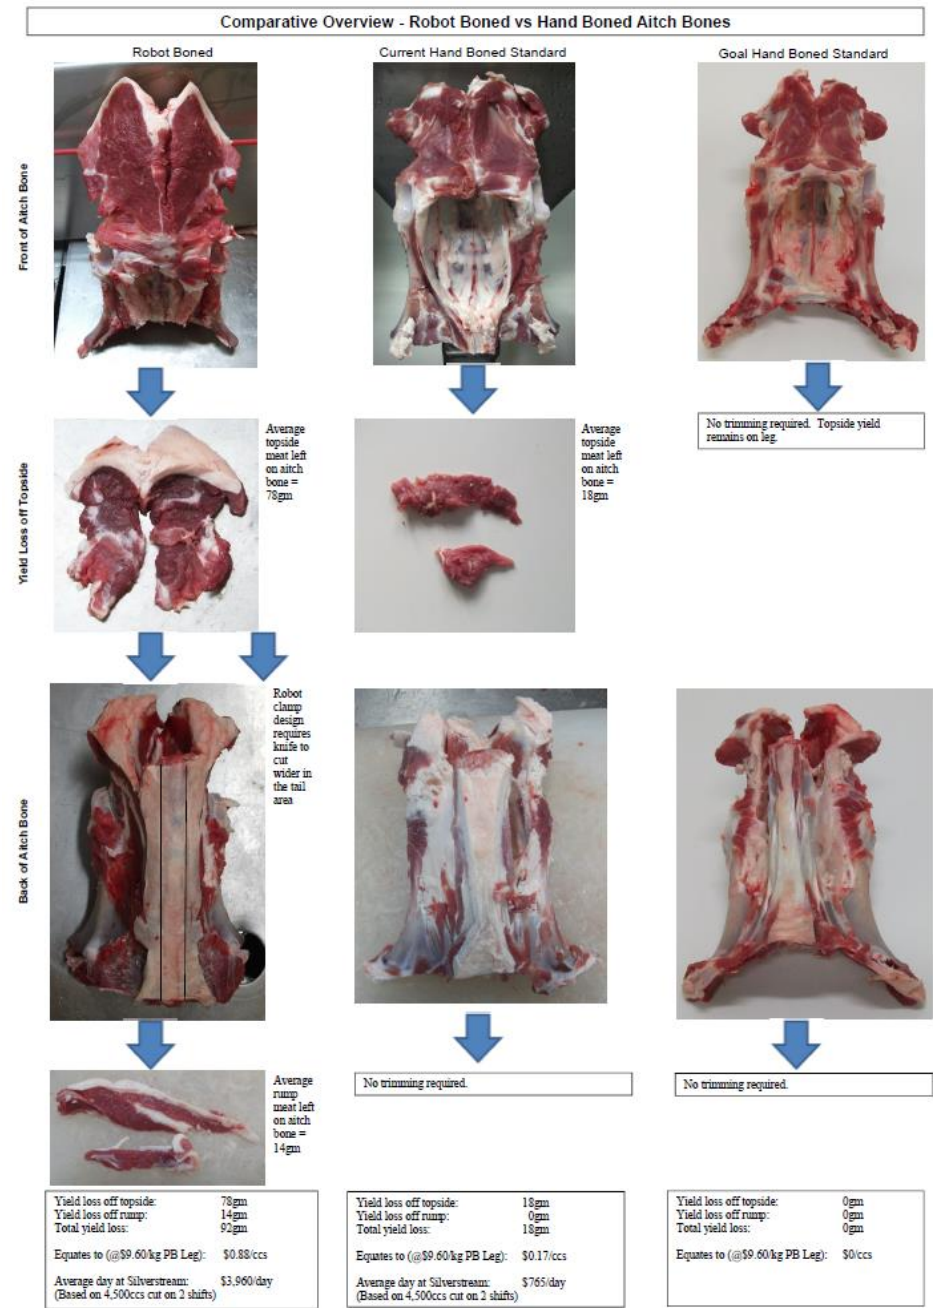 Comparative Overview - Robot Boned vs Hand Boned Aitch Bones
Robot Boned
Current Hand Boned Standard
Goal Hand Boned Standard
Front of Aitch Bone
No trimming required. Topside yield
remains on leg.
Yield Loss off Topside
Average
topside
meat left
on aitch
bone =
78gm
Average
topside
meat left
on aitch
bone =
18gm
Back of Aitch Bone
Robot
clamp
design
requires
knife to
cut
wider in
the tail
area
Average
rump
meat left
on aitch
bone =
14gm
No trimming required.
No trimming required.
Yield loss off topside: 78gm
Yield loss off rump: 14gm
Total yield loss: 92gm
Equates to (@$9.60/kg PB Leg): $0.88/ccs
Average day at Silverstream: $3,960/day
(Based on 4,500ccs cut on 2 shifts)
Yield loss off topside: 18gm
Yield loss off rump: 0gm
Total yield loss: 18gm
Equates to (@$9.60/kg PB Leg): $0.17/ccs
Average day at Silverstream: $765/day
(Based on 4,500ccs cut on 2 shifts)
Yield loss off topside: 0gm
Yield loss off rump: 0gm
Total yield loss: 0gm
Equates to (@$9.60/kg PB Leg): $0/ccs